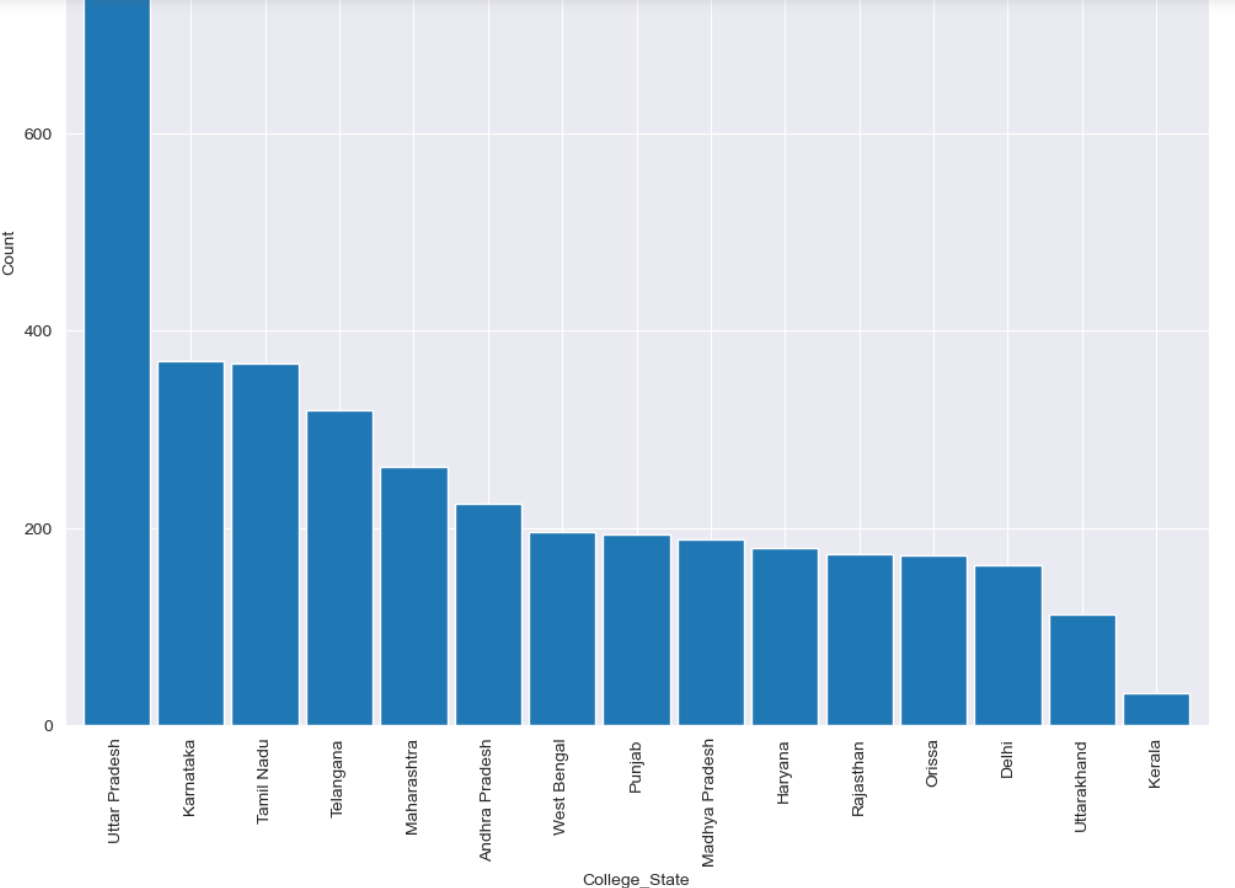 600
Count
400
200
0
Uttar Pradesh
Karnataka
Tamil Nadu
Telangana
Maharashtra
Andhra Pradesh
West Bengal
Punjab
Madhya Pradesh
Haryana
Rajasthan
Orissa
Delhi
Uttarakhand
Kerala
College_State